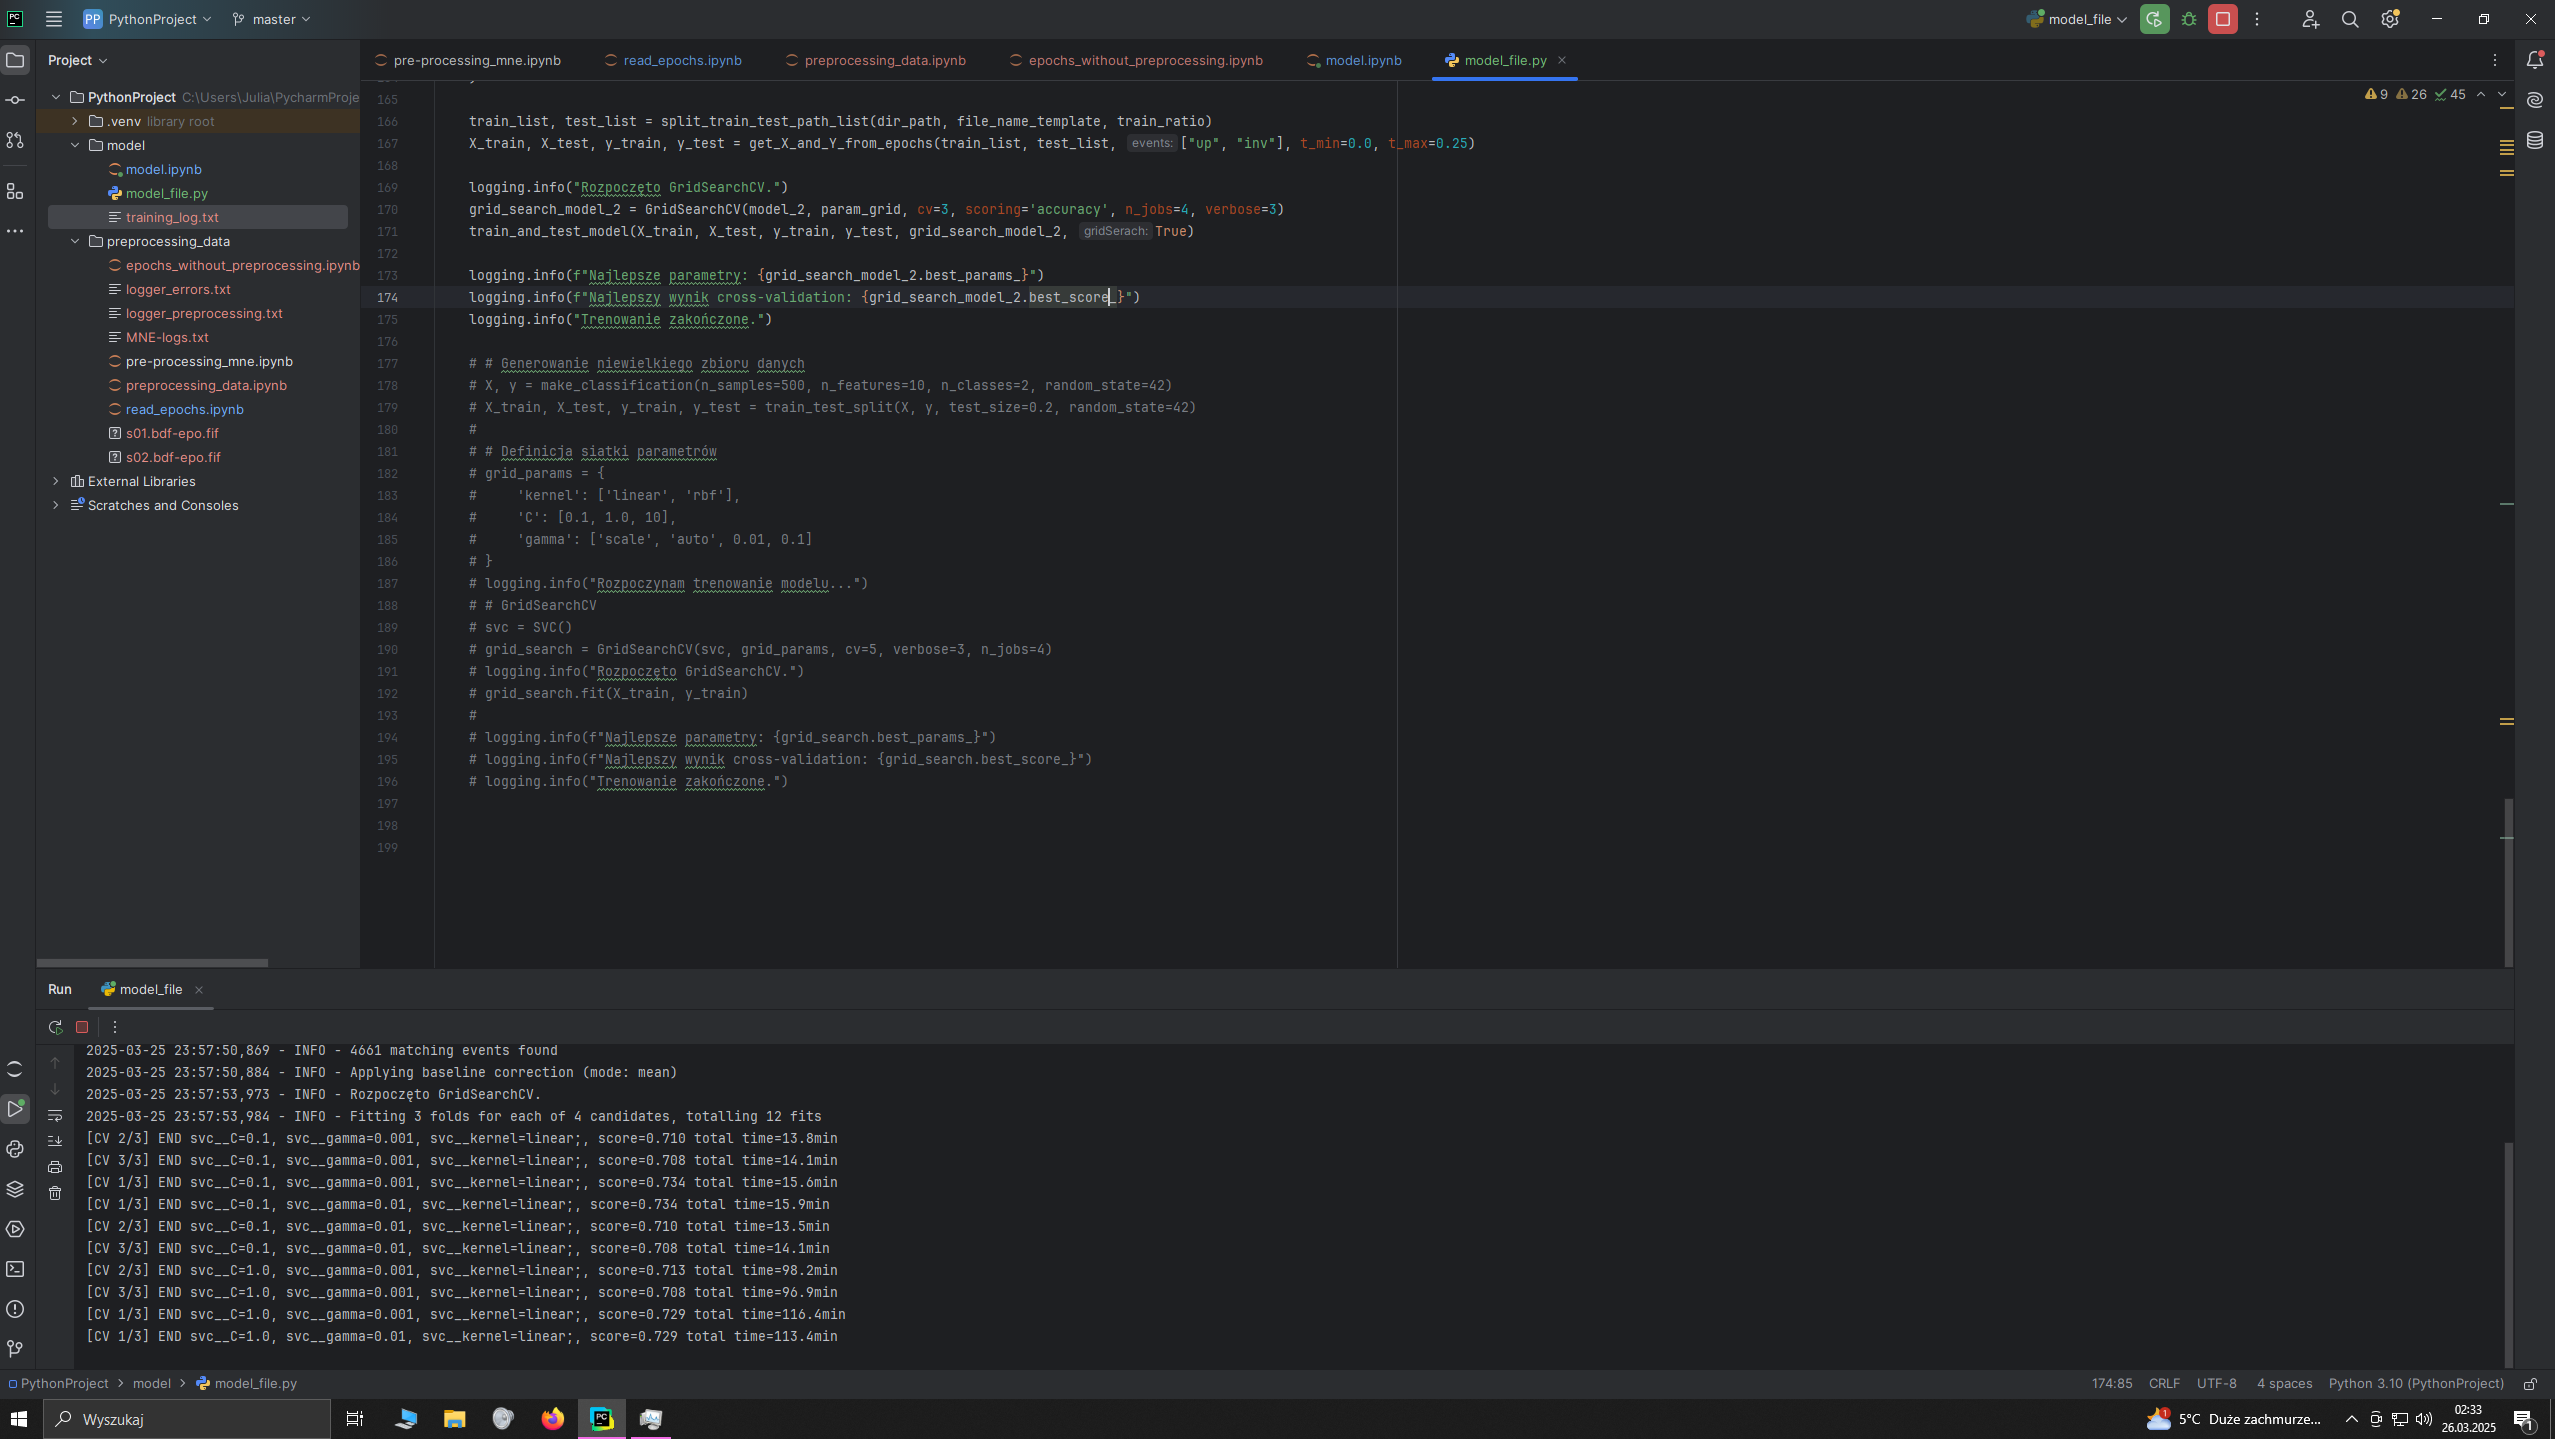 PC
PP PythonProject
master
model_file
Project
pre-processing_mne.ipynb
read_epochs.ipynb
preprocessing_data.ipynb
epochs_without_preprocessing.ipynb
model.ipynb
model_file.py
PythonProject C:\Users\Julia\PycharmProje
.venv library root
model
model.ipynb
model_file.py
training_log.txt
preprocessing_data
epochs_without_preprocessing.ipynb
logger_errors.txt
logger_preprocessing.txt
MNE-logs.txt
pre-processing_mne.ipynb
preprocessing_data.ipynb
read_epochs.ipynb
s01.bdf-epo.fif
s02.bdf-epo.fif
External Libraries
Scratches and Consoles
9 26 45
165
166 train_list, test_list = split_train_test_path_list(dir_path, file_name_template, train_ratio)
167 X_train, X_test, y_train, y_test = get_X_and_Y_from_epochs(train_list, test_list, events: ["up", "inv"], t_min=0.0, t_max=0.25)
168
169 logging.info("Rozpoczęto GridSearchCV.")
170 grid_search_model_2 = GridSearchCV(model_2, param_grid, cv=3, scoring='accuracy', n_jobs=4, verbose=3)
171 train_and_test_model(X_train, X_test, y_train, y_test, grid_search_model_2, gridSerach: True)
172
173 logging.info(f"Najlepsze parametry: {grid_search_model_2.best_params_}")
174 logging.info(f"Najlepszy wynik cross-validation: {grid_search_model_2.best_score_}")
175 logging.info("Trenowanie zakończone.")
176
177 # # Generowanie niewielkiego zbioru danych
178 # X, y = make_classification(n_samples=500, n_features=10, n_classes=2, random_state=42)
179 # X_train, X_test, y_train, y_test = train_test_split(X, y, test_size=0.2, random_state=42)
180 #
181 # # Definicja siatki parametrów
182 # grid_params = {
183 #     'kernel': ['linear', 'rbf'],
184 #     'C': [0.1, 1.0, 10],
185 #     'gamma': ['scale', 'auto', 0.01, 0.1]
186 # }
187 # logging.info("Rozpoczynam trenowanie modelu...")
188 # # GridSearchCV
189 # svc = SVC()
190 # grid_search = GridSearchCV(svc, grid_params, cv=5, verbose=3, n_jobs=4)
191 # logging.info("Rozpoczęto GridSearchCV.")
192 # grid_search.fit(X_train, y_train)
193 #
194 # logging.info(f"Najlepsze parametry: {grid_search.best_params_}")
195 # logging.info(f"Najlepszy wynik cross-validation: {grid_search.best_score_}")
196 # logging.info("Trenowanie zakończone.")
197
198
199
Run model_file
2025-03-25 23:57:50,869 - INFO - 4661 matching events found
2025-03-25 23:57:50,884 - INFO - Applying baseline correction (mode: mean)
2025-03-25 23:57:53,973 - INFO - Rozpoczęto GridSearchCV.
2025-03-25 23:57:53,984 - INFO - Fitting 3 folds for each of 4 candidates, totalling 12 fits
[CV 2/3] END svc__C=0.1, svc__gamma=0.001, svc__kernel=linear;, score=0.710 total time=13.8min
[CV 3/3] END svc__C=0.1, svc__gamma=0.001, svc__kernel=linear;, score=0.708 total time=14.1min
[CV 1/3] END svc__C=0.1, svc__gamma=0.001, svc__kernel=linear;, score=0.734 total time=15.6min
[CV 1/3] END svc__C=0.1, svc__gamma=0.01, svc__kernel=linear;, score=0.734 total time=15.9min
[CV 2/3] END svc__C=0.1, svc__gamma=0.01, svc__kernel=linear;, score=0.710 total time=13.5min
[CV 3/3] END svc__C=0.1, svc__gamma=0.01, svc__kernel=linear;, score=0.708 total time=14.1min
[CV 2/3] END svc__C=1.0, svc__gamma=0.001, svc__kernel=linear;, score=0.713 total time=98.2min
[CV 3/3] END svc__C=1.0, svc__gamma=0.001, svc__kernel=linear;, score=0.708 total time=96.9min
[CV 1/3] END svc__C=1.0, svc__gamma=0.001, svc__kernel=linear;, score=0.729 total time=116.4min
[CV 1/3] END svc__C=1.0, svc__gamma=0.01, svc__kernel=linear;, score=0.729 total time=113.4min
PythonProject > model > model_file.py
174:85 CRLF UTF-8 4 spaces Python 3.10 (PythonProject)
Wyszukaj
PC
1 5°C Duże zachmurze...
02:33
26.03.2025
1